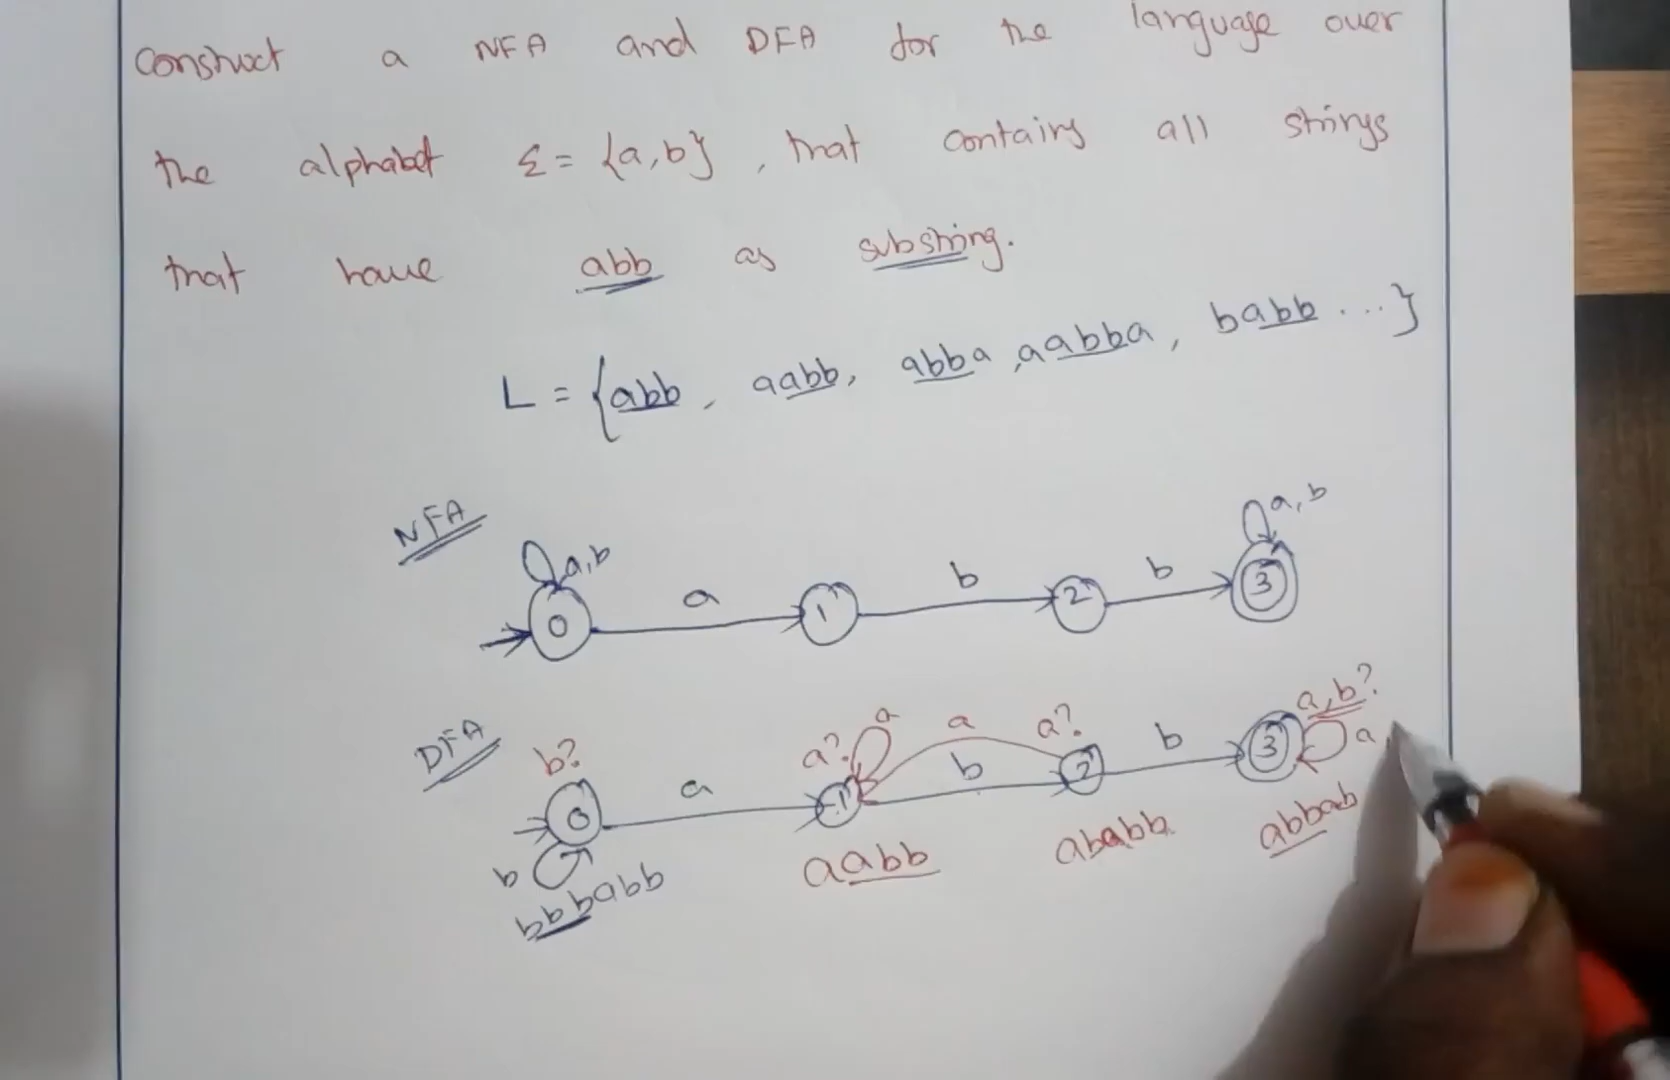 Construct a NFA and DFA for the language over
the alphabet Σ = {a,b}, that contains all strings
that have abb as substring.
L = {abb, aabb, abba, aabba, babb ...}
NFA
a,b
a,b
0 a 1 b 2 b 3
DFA
b? a? a a a? a,b?
0 a 1 b 2 b 3 a,
b
bbbabb aabb ababb abbab